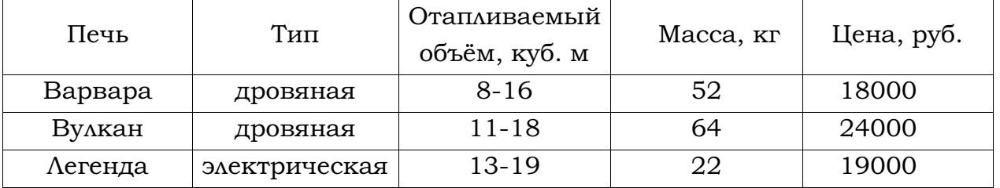 Печь Тип Отапливаемый объём, куб. м Масса, кг Цена, руб.
Варвара дровяная 8-16 52 18000
Вулкан дровяная 11-18 64 24000
Легенда электрическая 13-19 22 19000